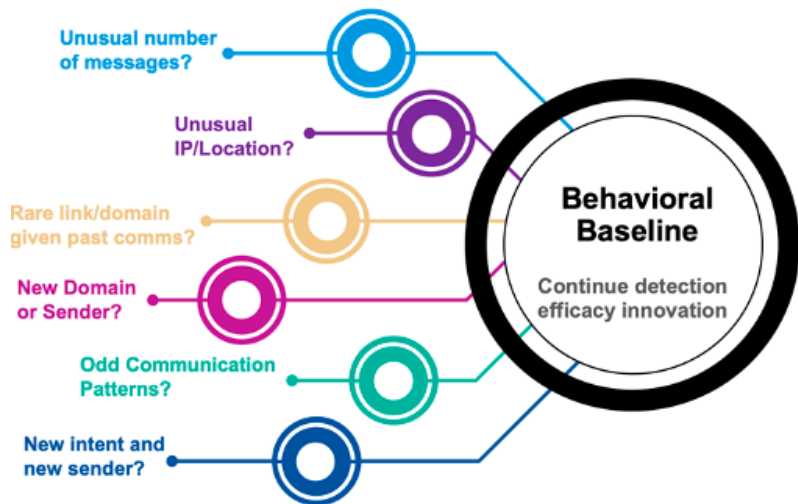 Unusual number
of messages?
Unusual
IP/Location?
Rare link/domain
given past comms?
New Domain
or Sender?
Odd Communication
Patterns?
New intent and
new sender?
Behavioral
Baseline
Continue detection
efficacy innovation